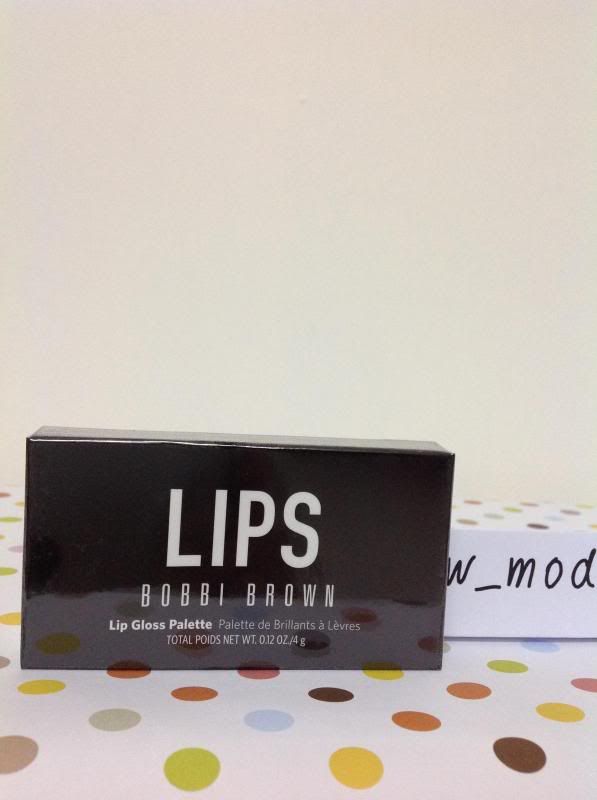 LIPS
BOBBI BROWN
Lip Gloss Palette Palette de Brillants à Lèvres
TOTAL POIDS NET WT. 0.12 OZ./4 g
w_mod